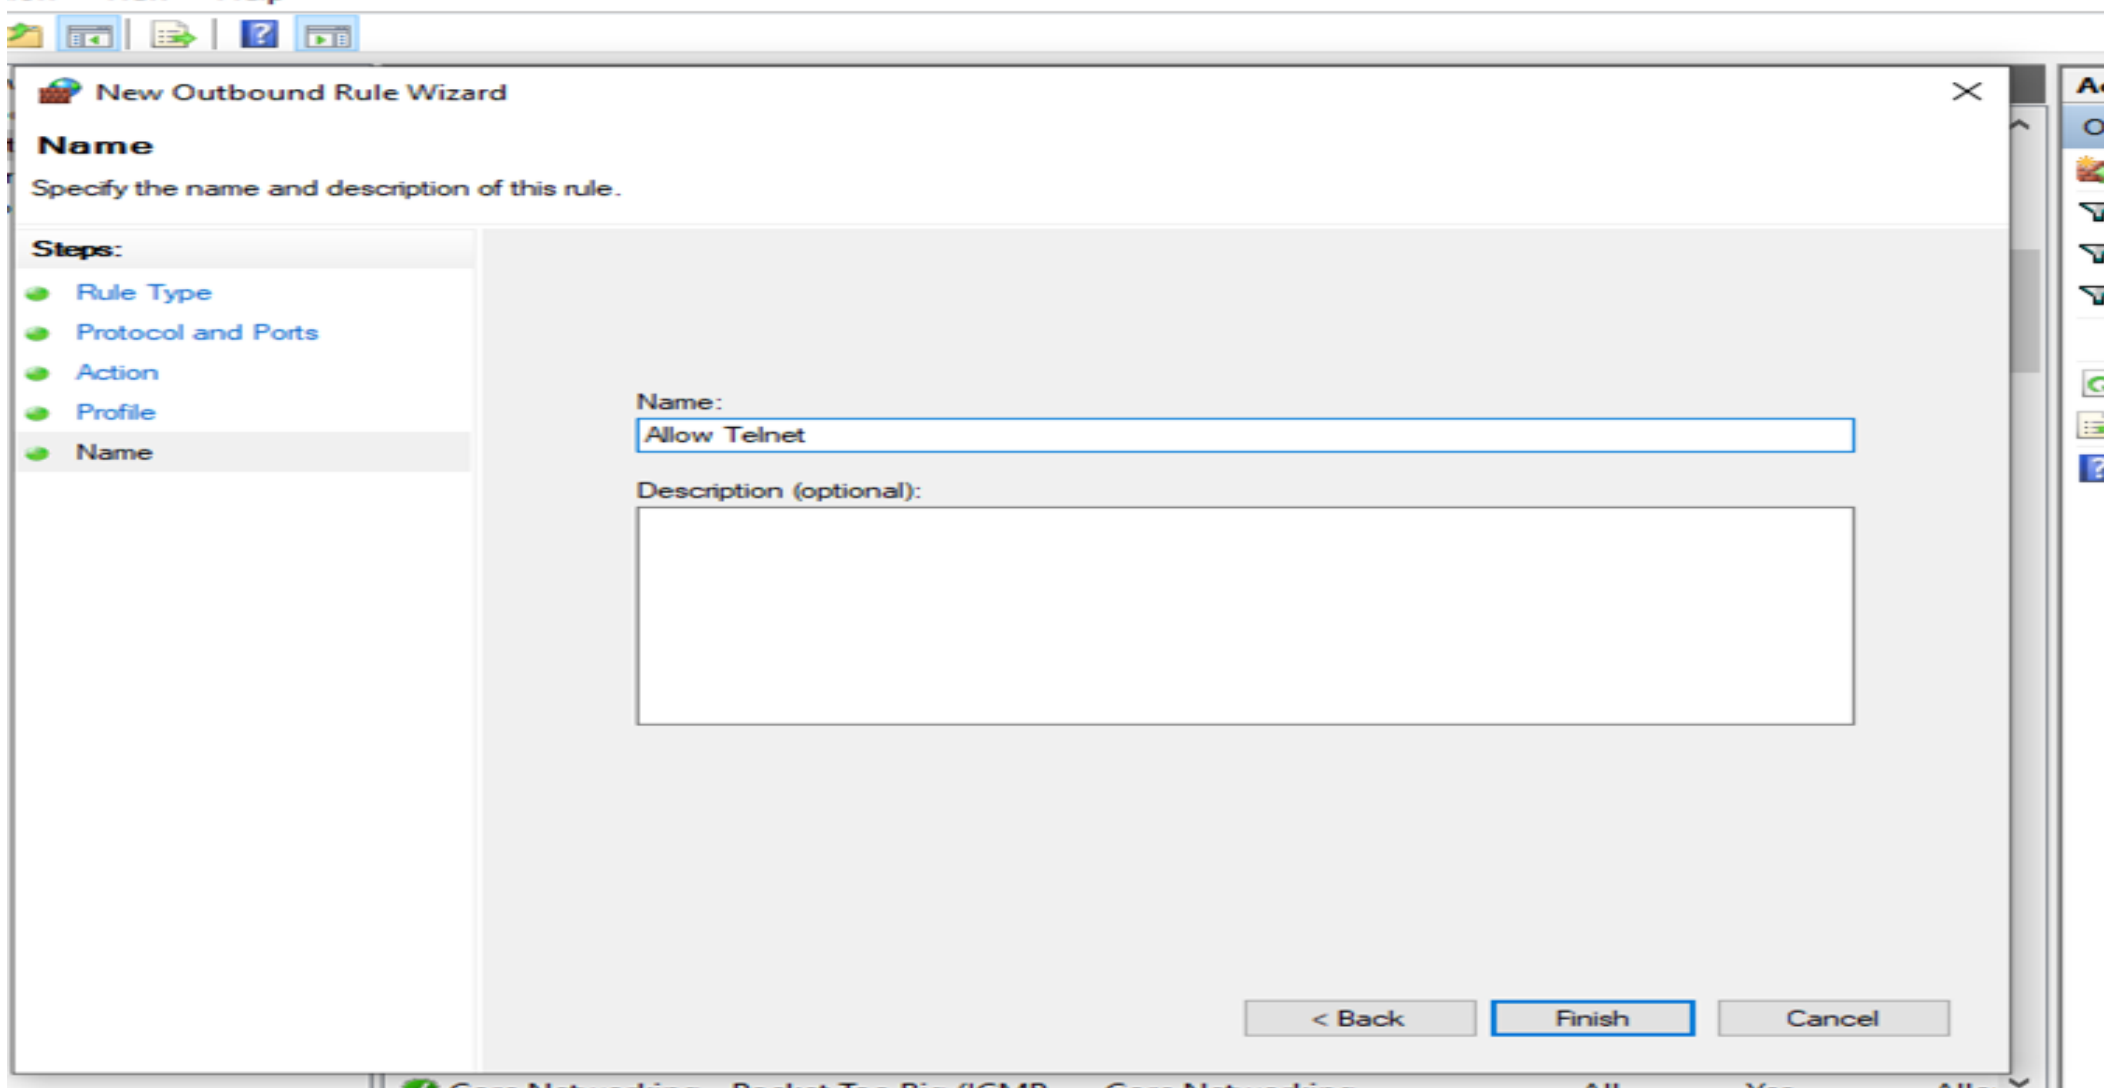 New Outbound Rule Wizard
Name
Specify the name and description of this rule.
Steps:
Rule Type
Protocol and Ports
Action
Profile
Name
Name:
Allow Telnet
Description (optional):
< Back
Finish
Cancel